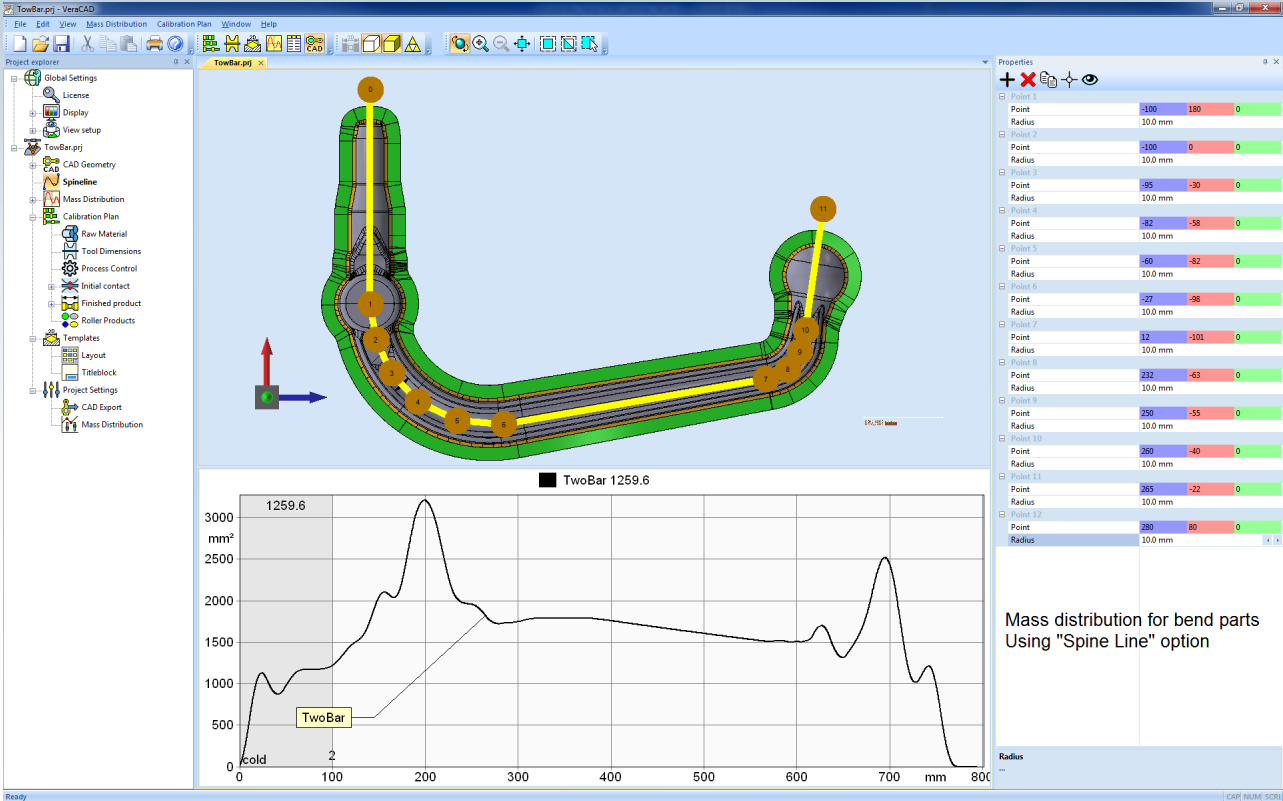 TowBar.prj - VeraCAD
File Edit View Mass Distribution Calibration Plan Window Help
CAD
Project explorer
Global Settings
License
Display
View setup
TowBar.prj
CAD Geometry
CAD
Spineline
Mass Distribution
Calibration Plan
Raw Material
Tool Dimensions
Process Control
Initial contact
Finished product
Roller Products
Templates
Layout
Titleblock
Project Settings
CAD Export
Mass Distribution
TowBar.prj
0
1
2
3
4
5
6
7
8
9
10
11
TwoBar 1259.6
1259.6
3000
mm²
2500
2000
1500
1000
500
0
TwoBar
cold
2
0 100 200 300 400 500 600 700 mm 800
Properties
Point 1
Point -100 180 0
Radius 10.0 mm
Point 2
Point -100 0 0
Radius 10.0 mm
Point 3
Point -95 -30 0
Radius 10.0 mm
Point 4
Point -82 -58 0
Radius 10.0 mm
Point 5
Point -60 -82 0
Radius 10.0 mm
Point 6
Point -27 -98 0
Radius 10.0 mm
Point 7
Point 12 -101 0
Radius 10.0 mm
Point 8
Point 232 -63 0
Radius 10.0 mm
Point 9
Point 250 -55 0
Radius 10.0 mm
Point 10
Point 260 -40 0
Radius 10.0 mm
Point 11
Point 265 -22 0
Radius 10.0 mm
Point 12
Point 280 80 0
Radius 10.0 mm
Mass distribution for bend parts
Using "Spine Line" option
Radius
...
Ready
CAP NUM SCRL